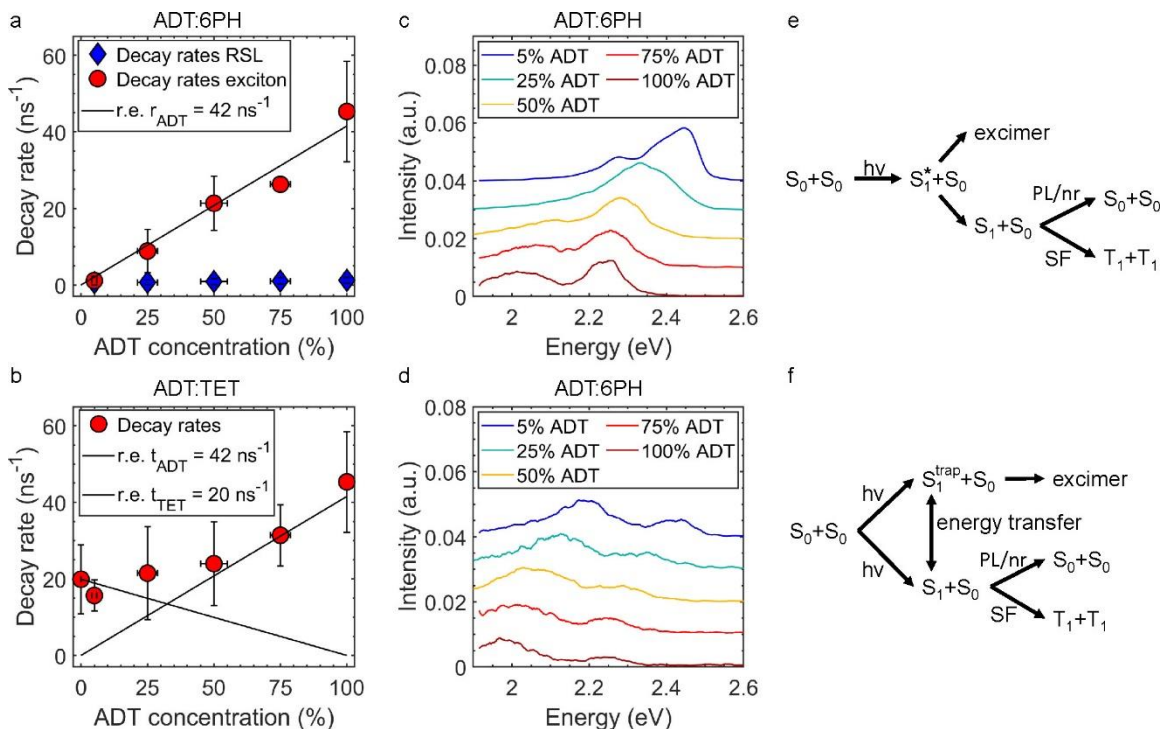 a
ADT:6PH
Decay rate (ns⁻¹)
60
40
20
0
Decay rates RSL
Decay rates exciton
r.e. r_ADT = 42 ns⁻¹
0 25 50 75 100
ADT concentration (%)
b
ADT:TET
Decay rate (ns⁻¹)
60
40
20
0
Decay rates
r.e. t_ADT = 42 ns⁻¹
r.e. t_TET = 20 ns⁻¹
0 25 50 75 100
ADT concentration (%)
c
ADT:6PH
Intensity (a.u.)
0.08
0.06
0.04
0.02
0
5% ADT 75% ADT
25% ADT 100% ADT
50% ADT
2 2.2 2.4 2.6
Energy (eV)
d
ADT:6PH
Intensity (a.u.)
0.08
0.06
0.04
0.02
0
5% ADT 75% ADT
25% ADT 100% ADT
50% ADT
2 2.2 2.4 2.6
Energy (eV)
e
excimer
S₀+S₀ hν S₁*+S₀
PL/nr S₀+S₀
S₁+S₀
SF T₁+T₁
f
S₁^trap+S₀ excimer
hν
S₀+S₀ energy transfer
hν PL/nr S₀+S₀
S₁+S₀
SF T₁+T₁